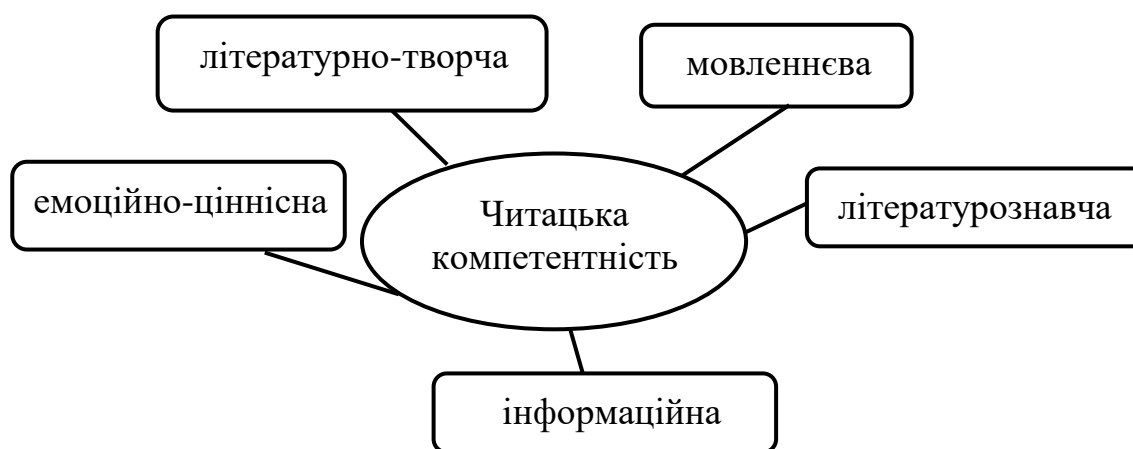 літературно-творча
мовленнєва
емоційно-ціннісна
Читацька
компетентність
літературознавча
інформаційна